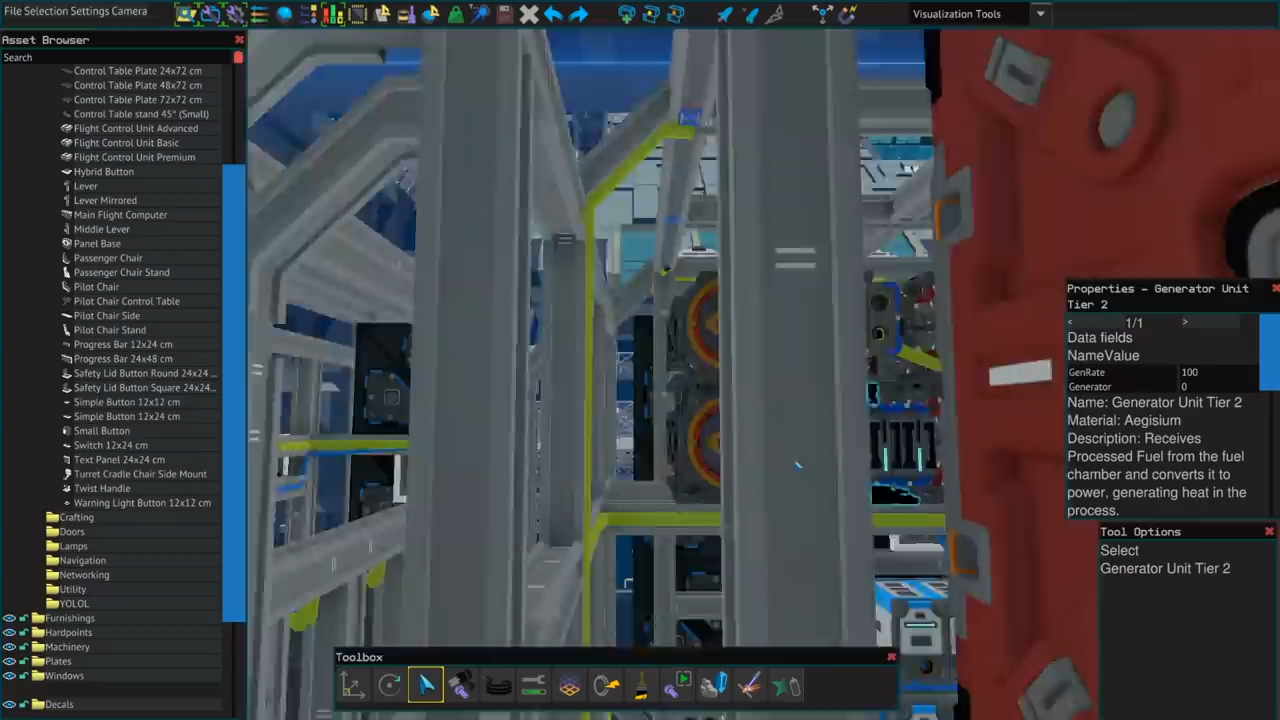 File Selection Settings Camera
Visualization Tools
Asset Browser
Search
Control Table Plate 24x72 cm
Control Table Plate 48x72 cm
Control Table Plate 72x72 cm
Control Table stand 45° (Small)
Flight Control Unit Advanced
Flight Control Unit Basic
Flight Control Unit Premium
Hybrid Button
Lever
Lever Mirrored
Main Flight Computer
Middle Lever
Panel Base
Passenger Chair
Passenger Chair Stand
Pilot Chair
Pilot Chair Control Table
Pilot Chair Side
Pilot Chair Stand
Progress Bar 12x24 cm
Progress Bar 24x48 cm
Safety Lid Button Round 24x24 ...
Safety Lid Button Square 24x24...
Simple Button 12x12 cm
Simple Button 12x24 cm
Small Button
Switch 12x24 cm
Text Panel 24x24 cm
Turret Cradle Chair Side Mount
Twist Handle
Warning Light Button 12x12 cm
Crafting
Doors
Lamps
Navigation
Networking
Utility
YOLOL
Furnishings
Hardpoints
Machinery
Plates
Windows
Decals
Properties - Generator Unit
Tier 2
< 1/1 >
Data fields
NameValue
GenRate 100
Generator 0
Name: Generator Unit Tier 2
Material: Aegisium
Description: Receives
Processed Fuel from the fuel
chamber and converts it to
power, generating heat in the
process.
Tool Options
Select
Generator Unit Tier 2
Toolbox